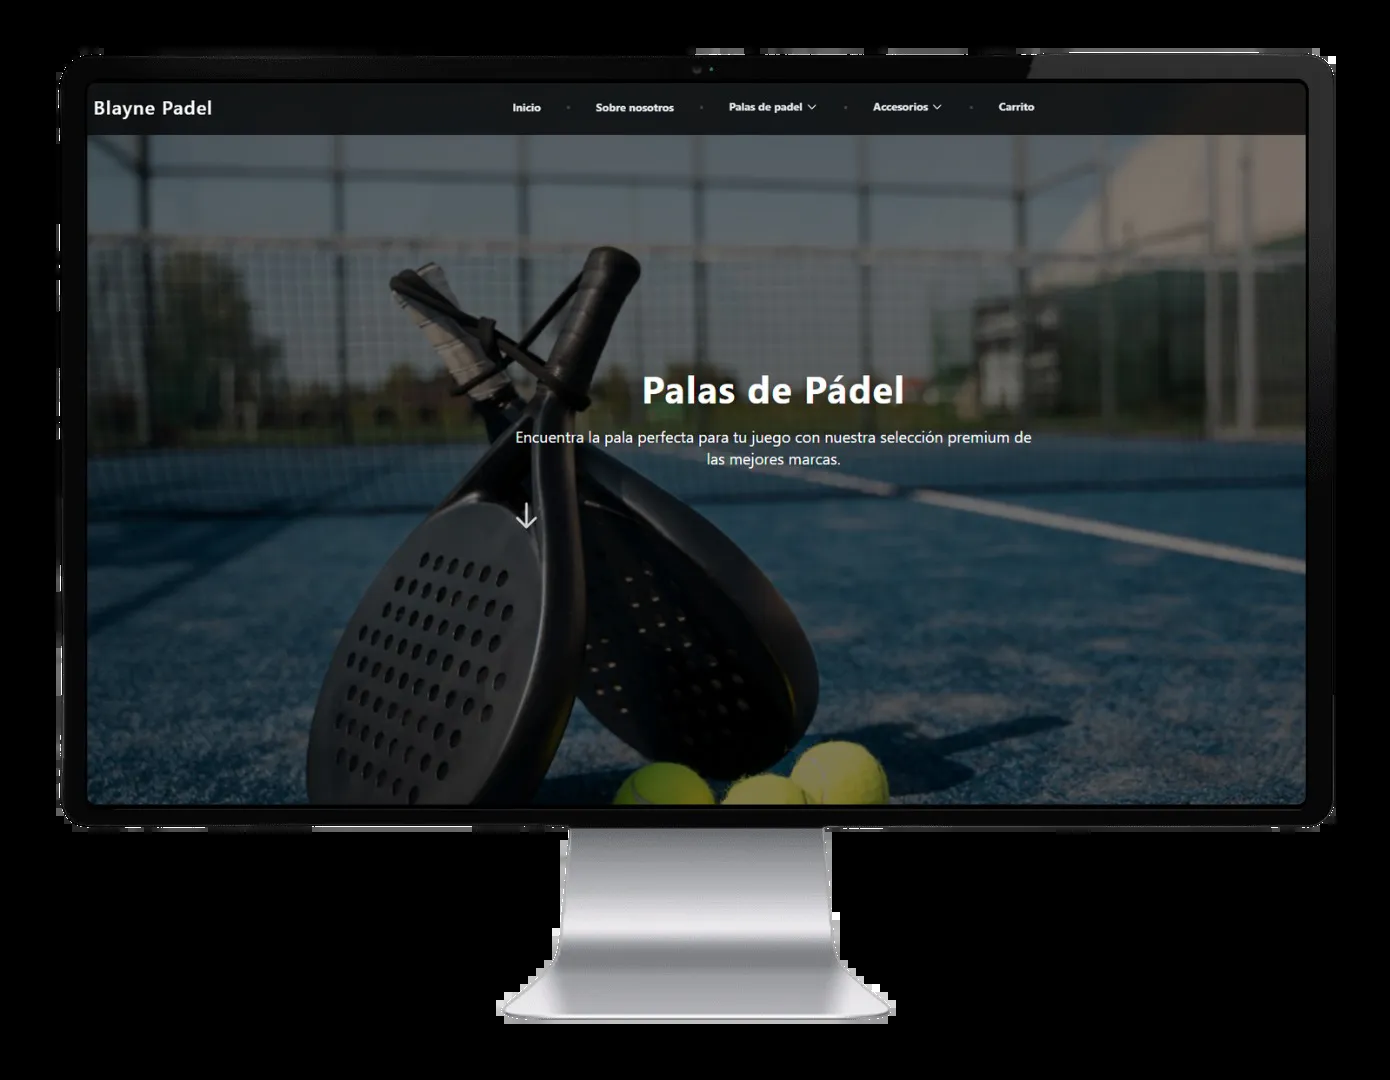 Blayne Padel
Inicio
Sobre nosotros
Palas de padel
Accesorios
Carrito
Palas de Pádel
Encuentra la pala perfecta para tu juego con nuestra selección premium de
las mejores marcas.